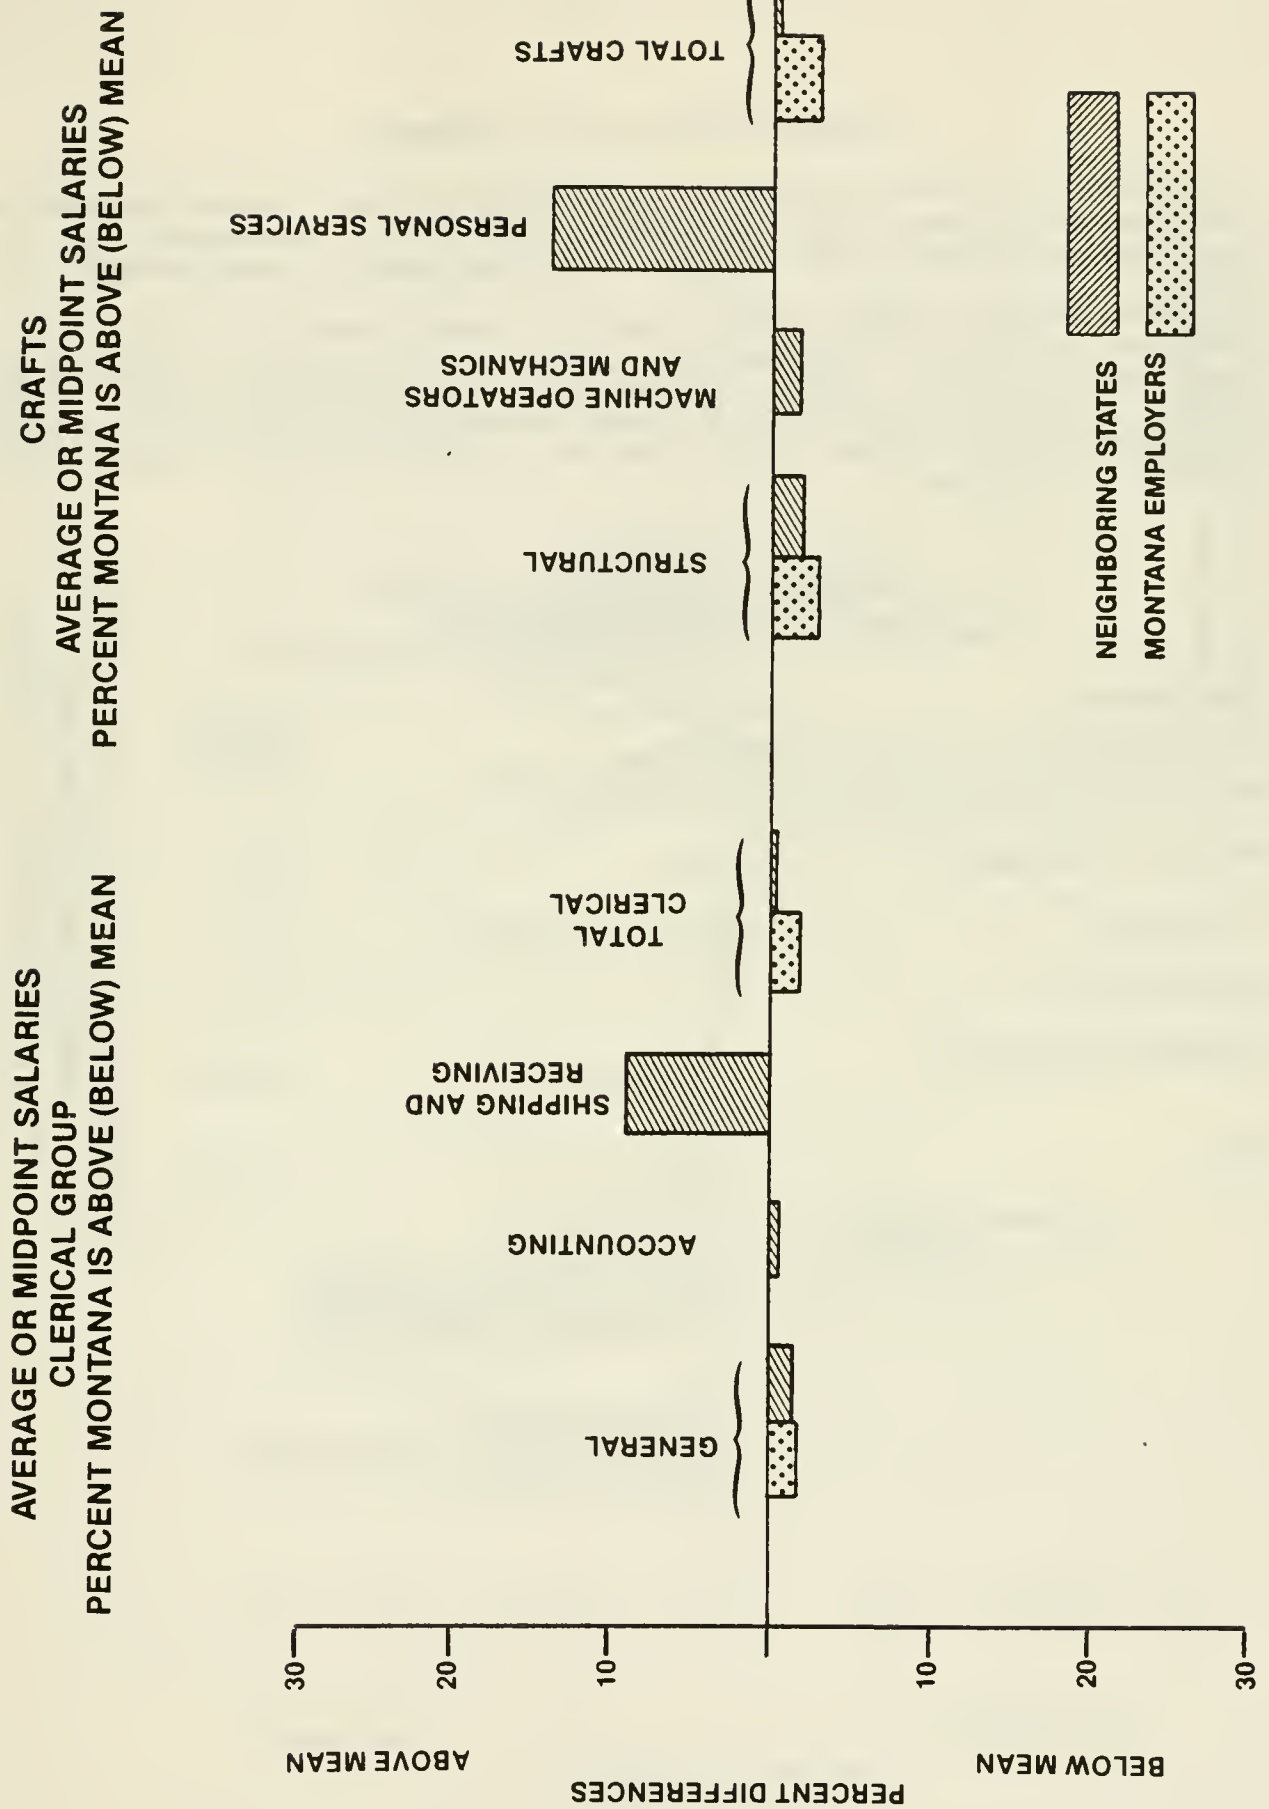 AVERAGE OR MIDPOINT SALARIES
CLERICAL GROUP
PERCENT MONTANA IS ABOVE (BELOW) MEAN
CRAFTS
AVERAGE OR MIDPOINT SALARIES
PERCENT MONTANA IS ABOVE (BELOW) MEAN
PERCENT DIFFERENCES
ABOVE MEAN
BELOW MEAN
30
20
10
10
20
30
GENERAL
ACCOUNTING
SHIPPING AND
RECEIVING
TOTAL
CLERICAL
STRUCTURAL
MACHINE OPERATORS
AND MECHANICS
PERSONAL SERVICES
TOTAL CRAFTS
NEIGHBORING STATES
MONTANA EMPLOYERS